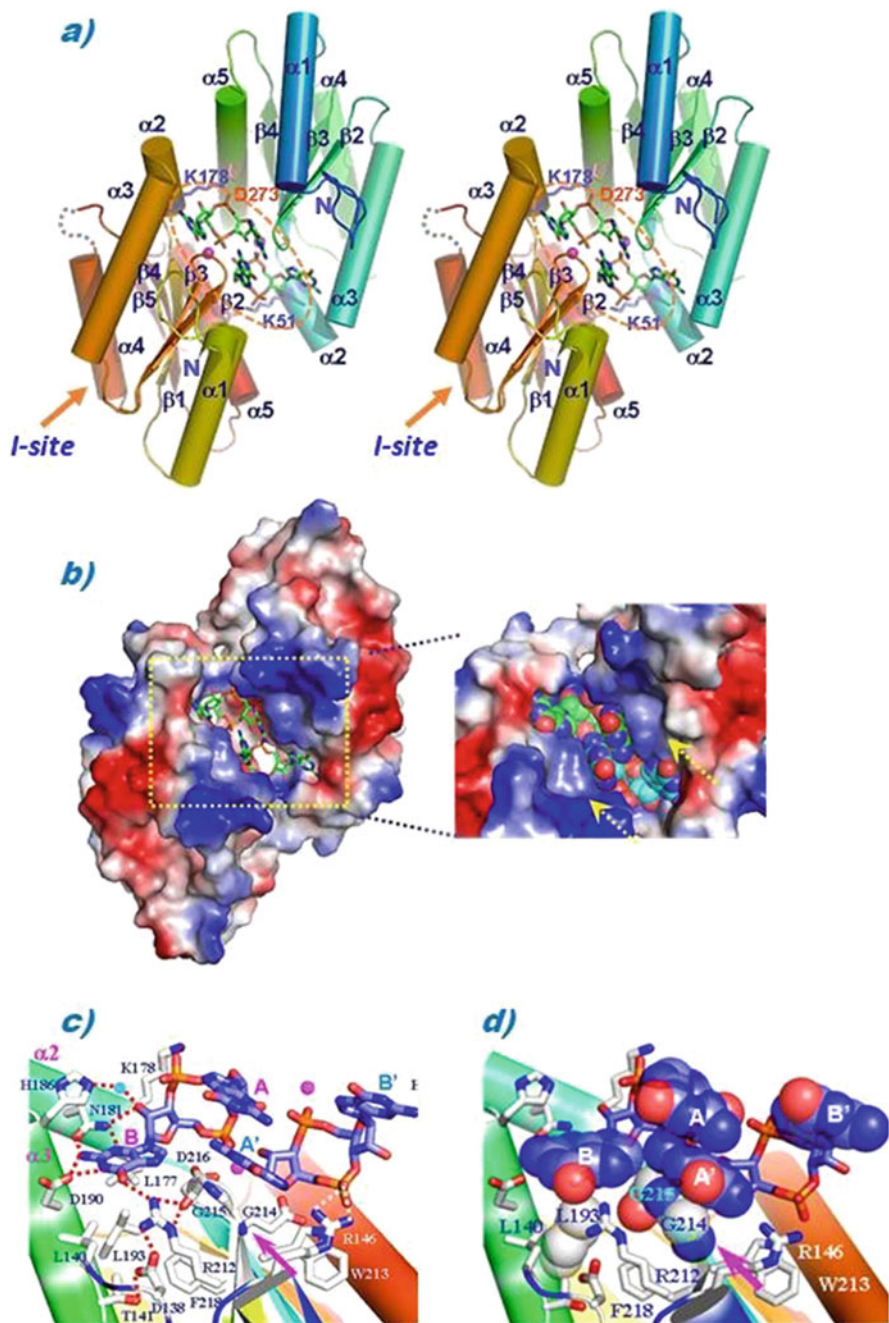 a)
α1
α5
α4
α2
β4
β3
β2
K178
D273
α3
N
β4
β3
β5
β2
α3
K51
α4
N
α2
α1
β1
α5
I-site
α1
α5
α4
α2
β4
β3
β2
K178
D273
α3
N
β4
β3
β5
β2
α3
K51
α4
N
α2
α1
β1
α5
I-site
b)
c)
α2
K178
H186
A
B'
N181
B
A'
α3
D216
L177
D190
G215
G214
L140
L193
R212
R146
F218
W213
D138
T141
d)
A
B'
B
A'
G215
L193
G214
L140
R146
R212
W213
F218